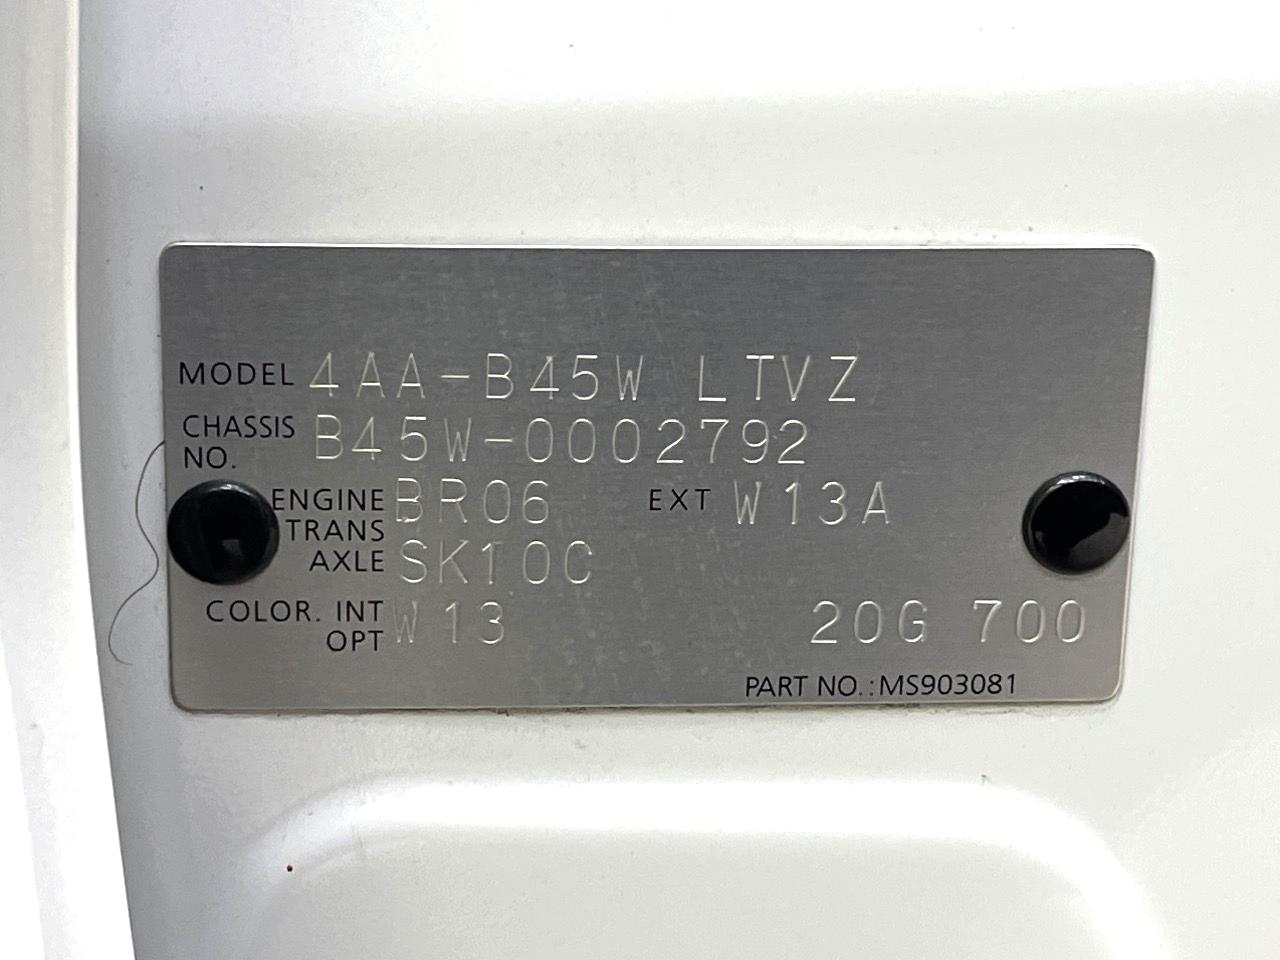 MODEL 4AA-B45W LTVZ
CHASSIS NO. B45W-0002792
ENGINE BR06 EXT W13A
TRANS AXLE SK10C
COLOR. INT OPT W13 20G 700
PART NO.:MS903081